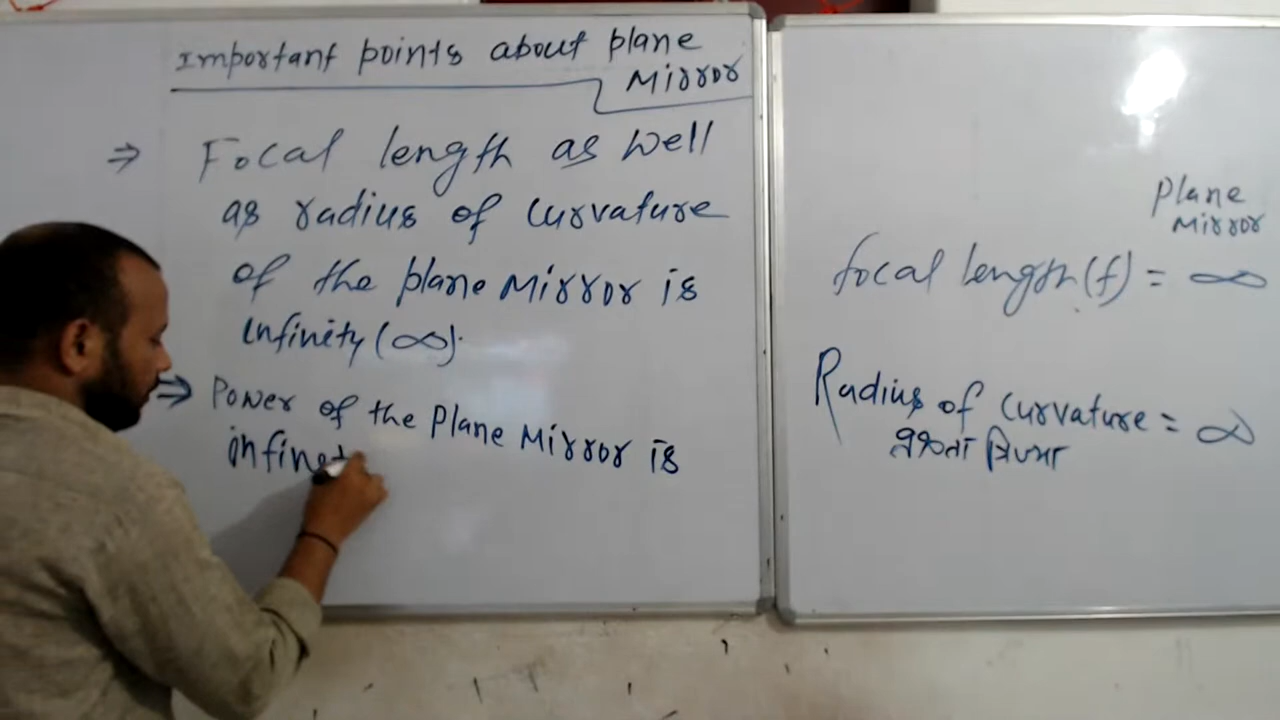 Important points about plane
Mirror
⇒ Focal length as well
as radius of curvature
of the plane Mirror is
infinity (∞).
⇒ Power of the Plane Mirror is
infinet
Plane
Mirror
focal length (f) = ∞
Radius of curvature = ∞
वक्रता त्रिज्या